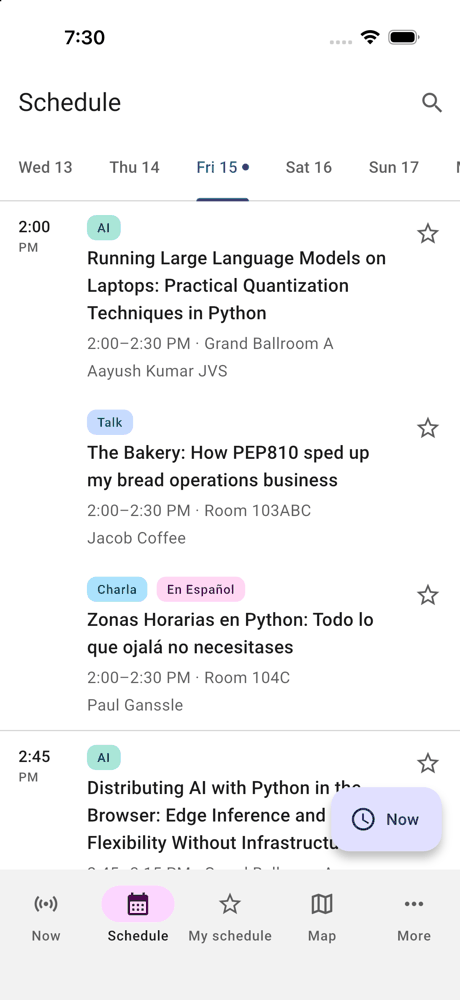 7:30
Schedule
Wed 13 Thu 14 Fri 15 Sat 16 Sun 17
2:00 PM
AI
Running Large Language Models on
Laptops: Practical Quantization
Techniques in Python
2:00–2:30 PM · Grand Ballroom A
Aayush Kumar JVS
Talk
The Bakery: How PEP810 sped up
my bread operations business
2:00–2:30 PM · Room 103ABC
Jacob Coffee
Charla En Español
Zonas Horarias en Python: Todo lo
que ojalá no necesitases
2:00–2:30 PM · Room 104C
Paul Ganssle
2:45 PM
AI
Distributing AI with Python in the
Browser: Edge Inference and
Flexibility Without
Now
Now Schedule My schedule Map More